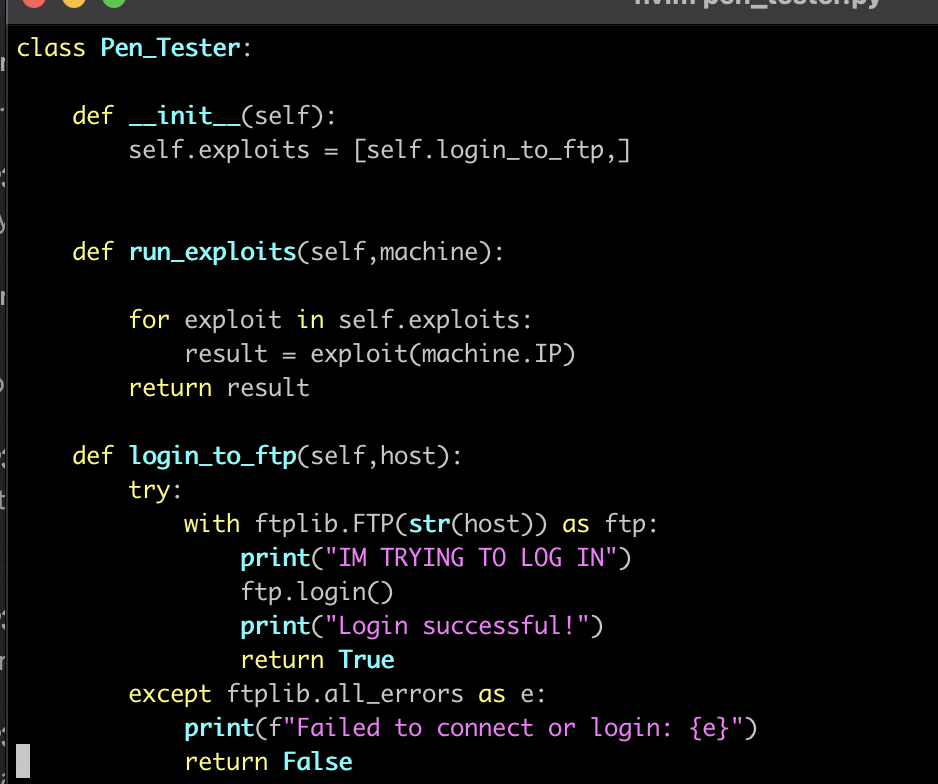 nvim pen_tester.py
class Pen_Tester:
    def __init__(self):
        self.exploits = [self.login_to_ftp,]
    def run_exploits(self,machine):
        for exploit in self.exploits:
            result = exploit(machine.IP)
        return result
    def login_to_ftp(self,host):
        try:
            with ftplib.FTP(str(host)) as ftp:
                print("IM TRYING TO LOG IN")
                ftp.login()
                print("Login successful!")
                return True
        except ftplib.all_errors as e:
            print(f"Failed to connect or login: {e}")
            return False